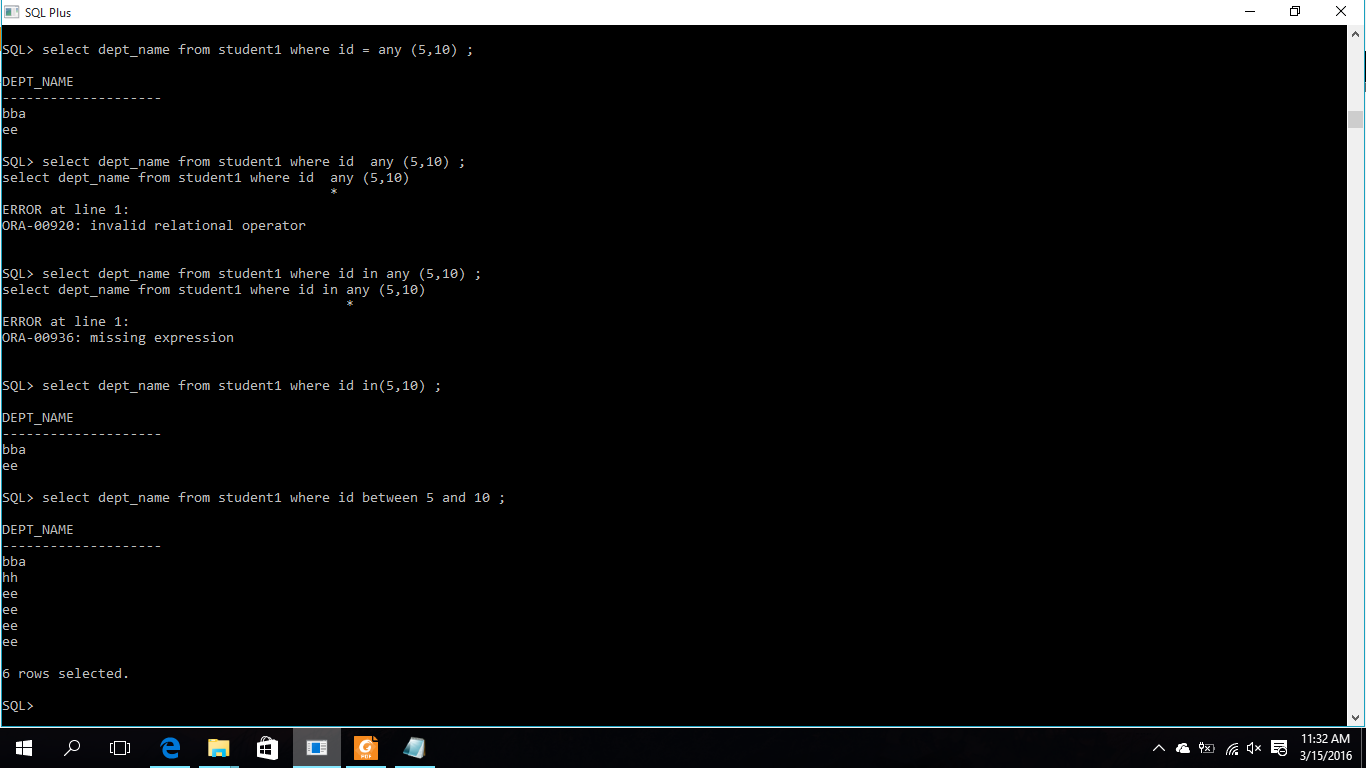 SQL Plus
SQL> select dept_name from student1 where id = any (5,10) ;
DEPT_NAME
--------------------
bba
ee
SQL> select dept_name from student1 where id  any (5,10) ;
select dept_name from student1 where id  any (5,10)
*
ERROR at line 1:
ORA-00920: invalid relational operator
SQL> select dept_name from student1 where id in any (5,10) ;
select dept_name from student1 where id in any (5,10)
*
ERROR at line 1:
ORA-00936: missing expression
SQL> select dept_name from student1 where id in(5,10) ;
DEPT_NAME
--------------------
bba
ee
SQL> select dept_name from student1 where id between 5 and 10 ;
DEPT_NAME
--------------------
bba
hh
ee
ee
ee
ee
6 rows selected.
SQL>
11:32 AM
3/15/2016